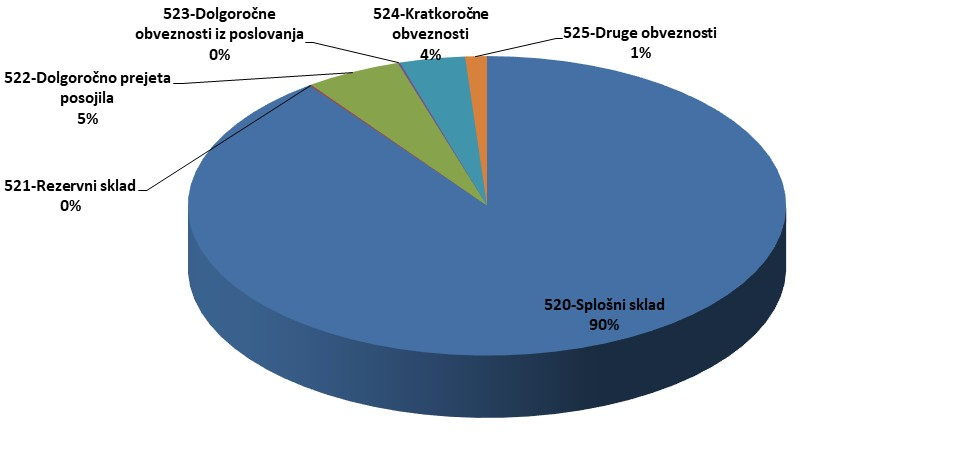 523-Dolgoročne
obveznosti iz poslovanja
0%
524-Kratkoročne
obveznosti
4%
525-Druge obveznosti
1%
522-Dolgoročno prejeta
posojila
5%
521-Rezervni sklad
0%
520-Splošni sklad
90%